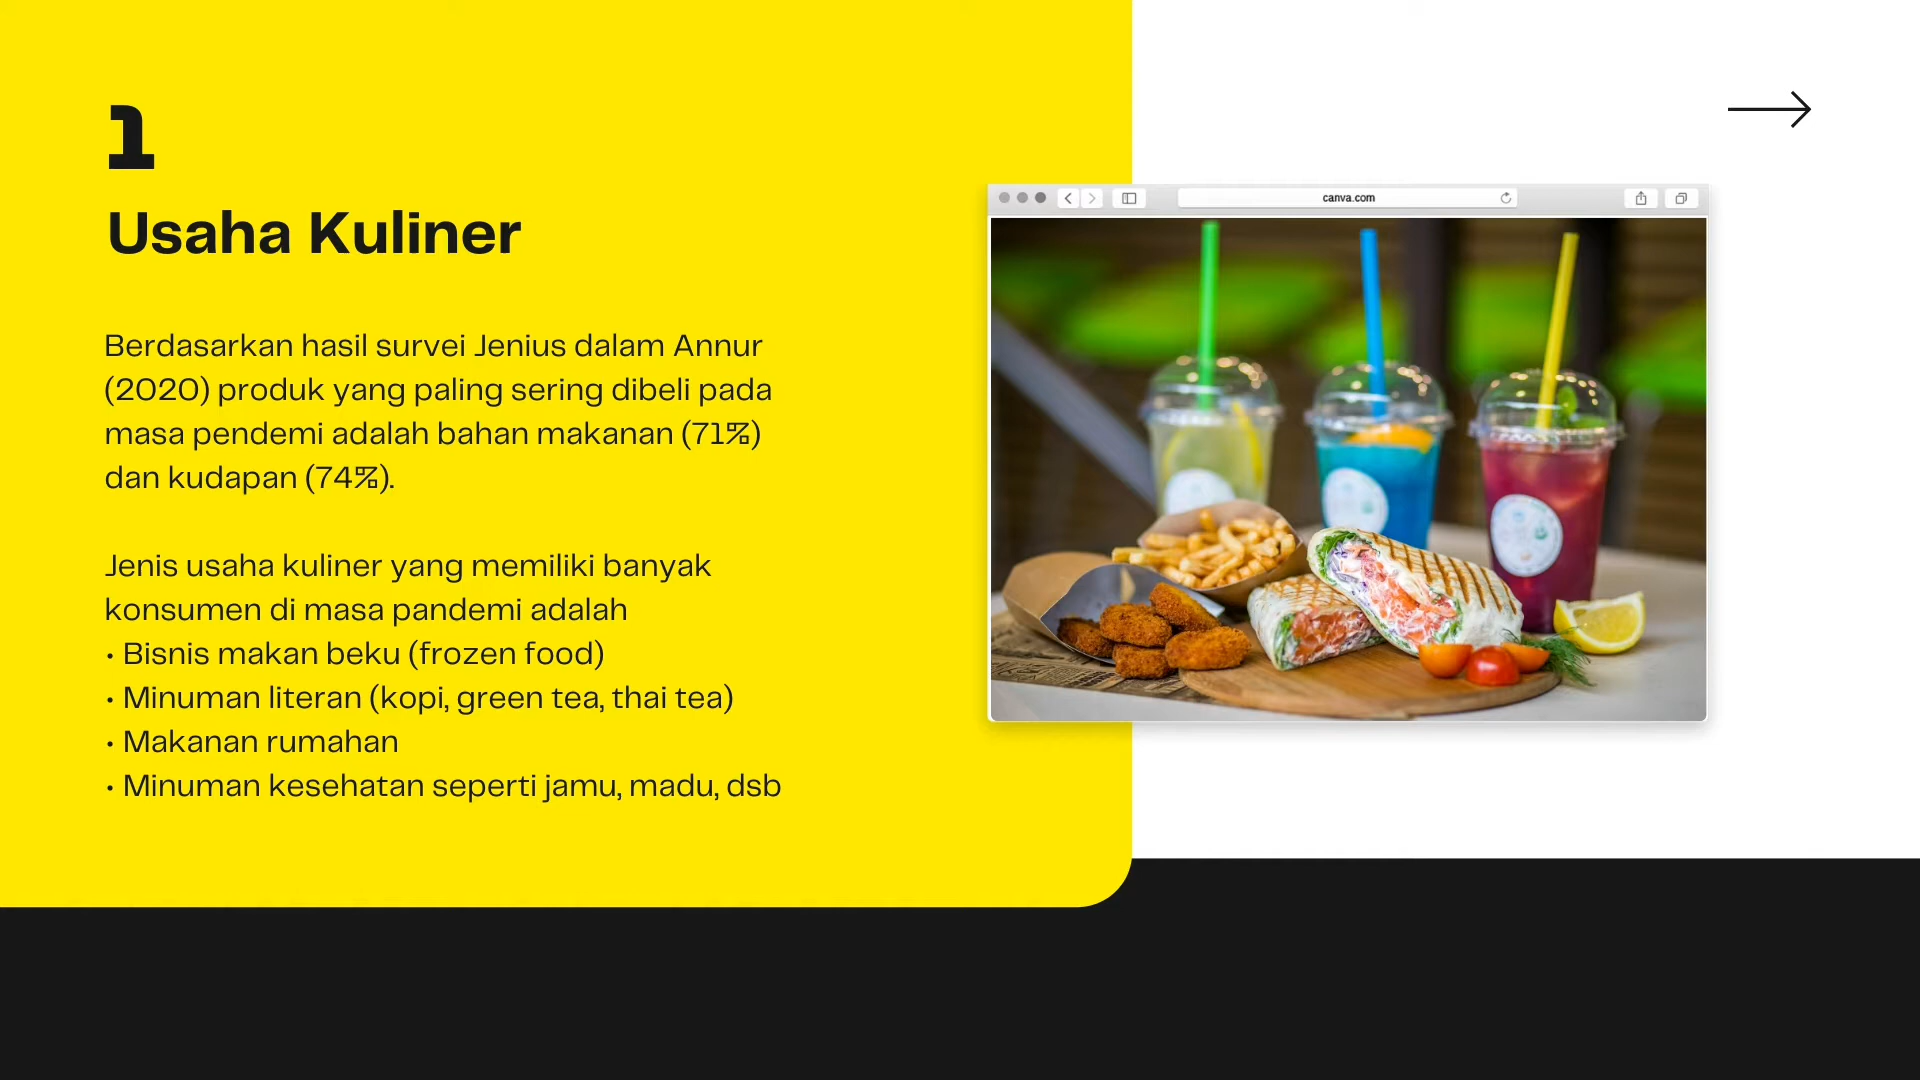 1
Usaha Kuliner
Berdasarkan hasil survei Jenius dalam Annur
(2020) produk yang paling sering dibeli pada
masa pendemi adalah bahan makanan (71%)
dan kudapan (74%).
Jenis usaha kuliner yang memiliki banyak
konsumen di masa pandemi adalah
• Bisnis makan beku (frozen food)
• Minuman literan (kopi, green tea, thai tea)
• Makanan rumahan
• Minuman kesehatan seperti jamu, madu, dsb
canva.com